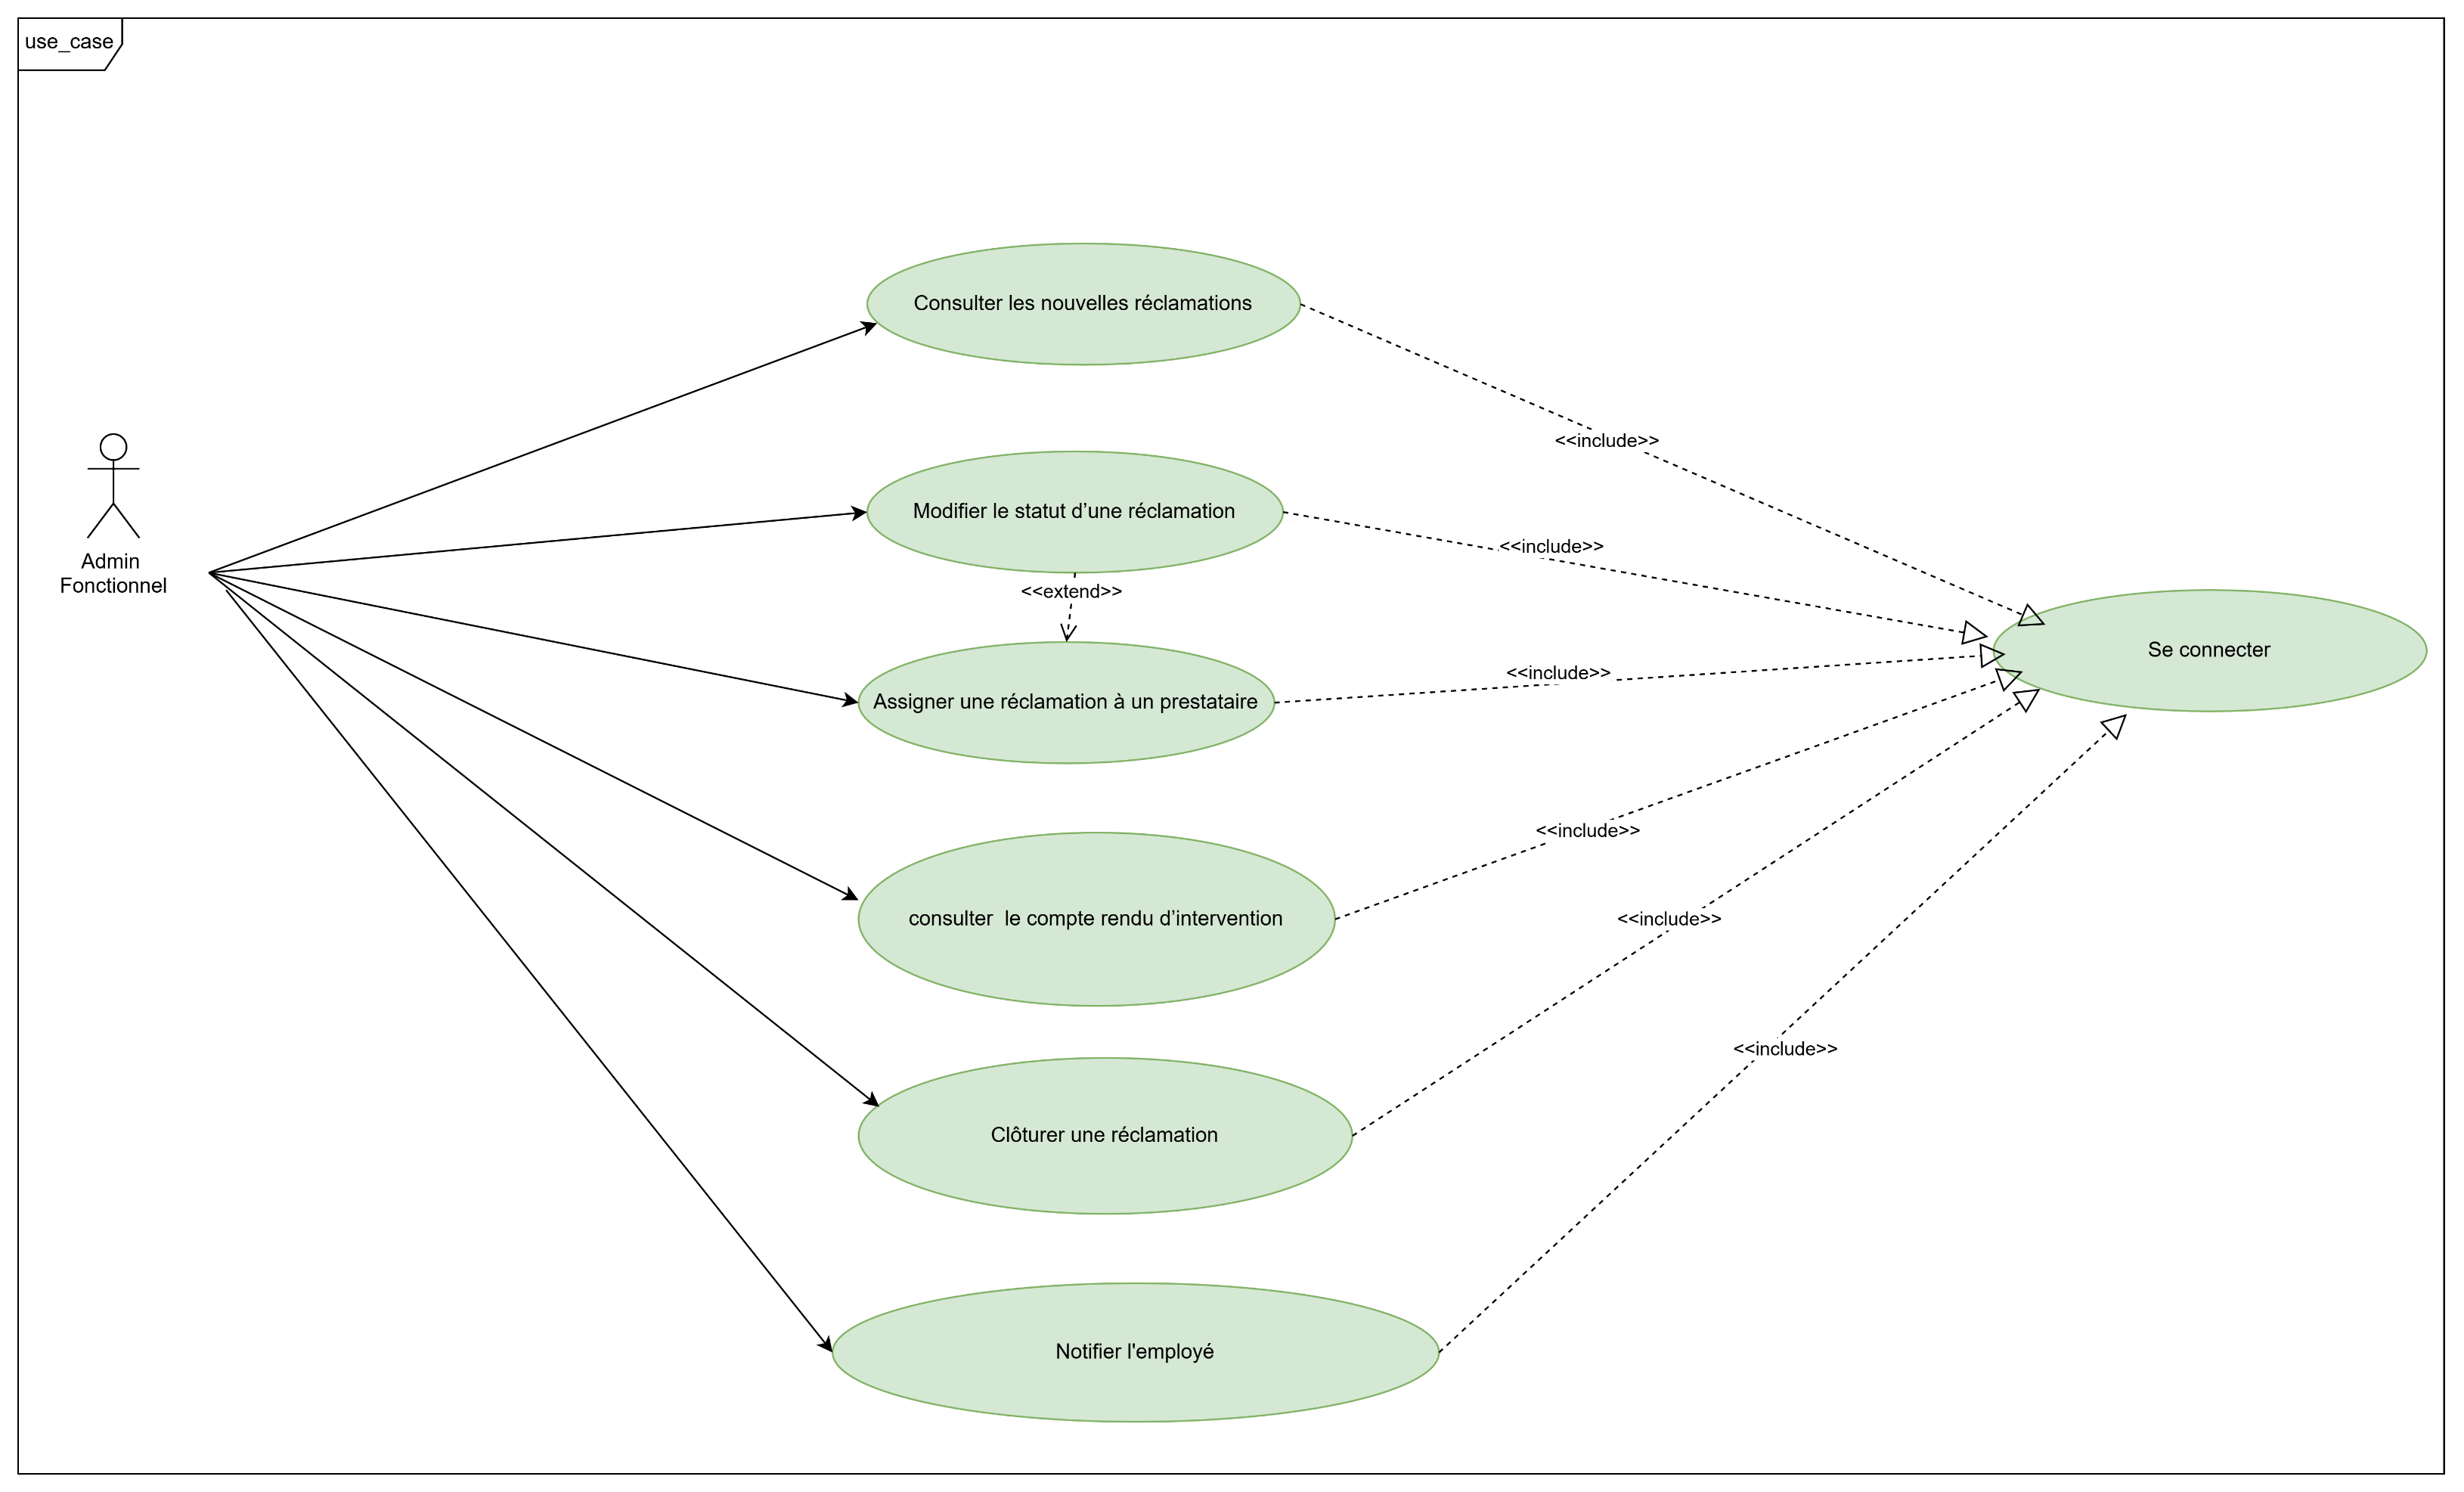 use_case
Consulter les nouvelles réclamations
<<include>>
Admin
Fonctionnel
Modifier le statut d’une réclamation
<<include>>
<<extend>>
Se connecter
Assigner une réclamation à un prestataire
<<include>>
<<include>>
consulter  le compte rendu d’intervention
<<include>>
<<include>>
Clôturer une réclamation
Notifier l'employé